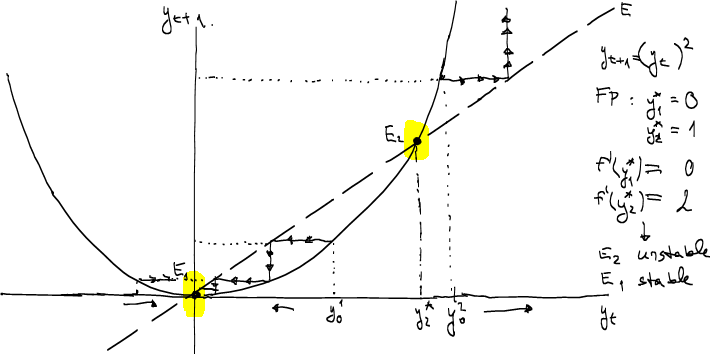 y_{t+1}
E
y_{t+1}=(y_t)^2
FP: y_1^* = 0
y_2^* = 1
E_2
f'(y_1^*) = 0
f'(y_2^*) = 2
↓
E_2 unstable
E_1
E_1 stable
y_0^1
y_2^*
y_0^2
y_t